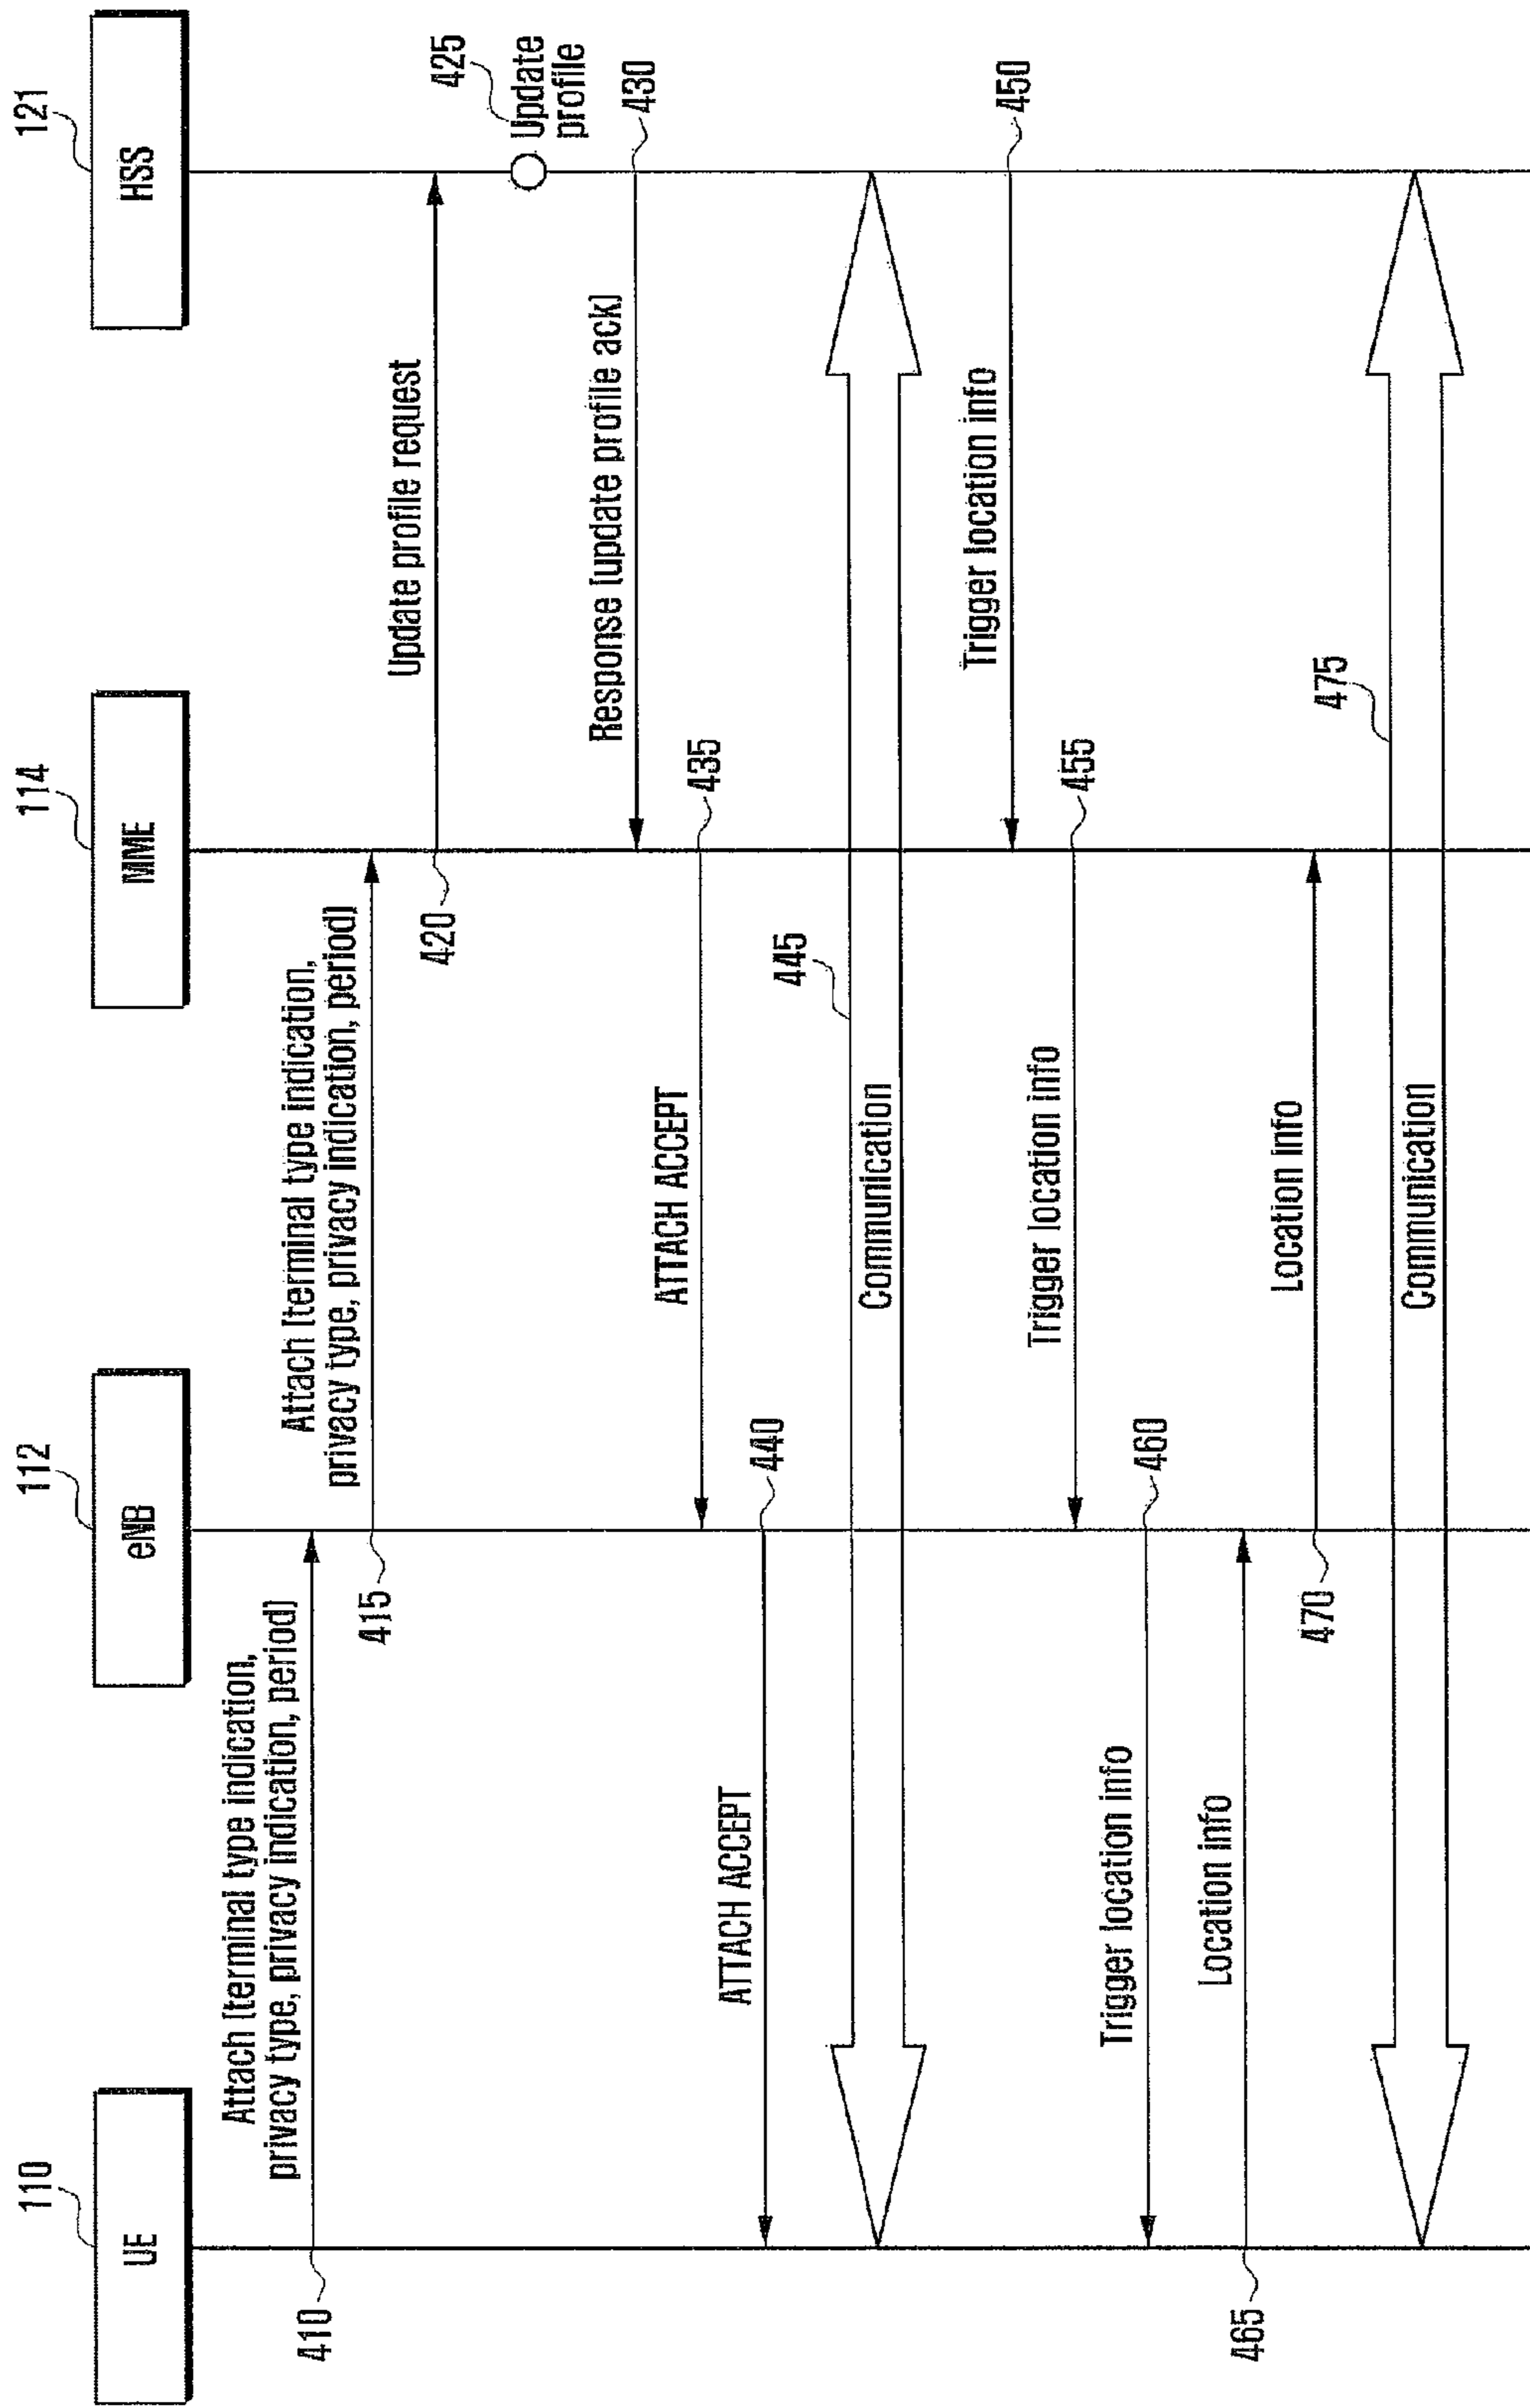 110
UE
112
eNB
114
MME
121
HSS
Attach (terminal type indication,
privacy type, privacy indication, period)
410
Attach (terminal type indication,
privacy type, privacy indication, period)
415
Update profile request
420
425
Update
profile
Response (update profile ack)
430
ATTACH ACCEPT
435
ATTACH ACCEPT
440
445
Communication
Trigger location info
450
Trigger location info
455
Trigger location info
460
Location info
465
Location info
470
475
Communication